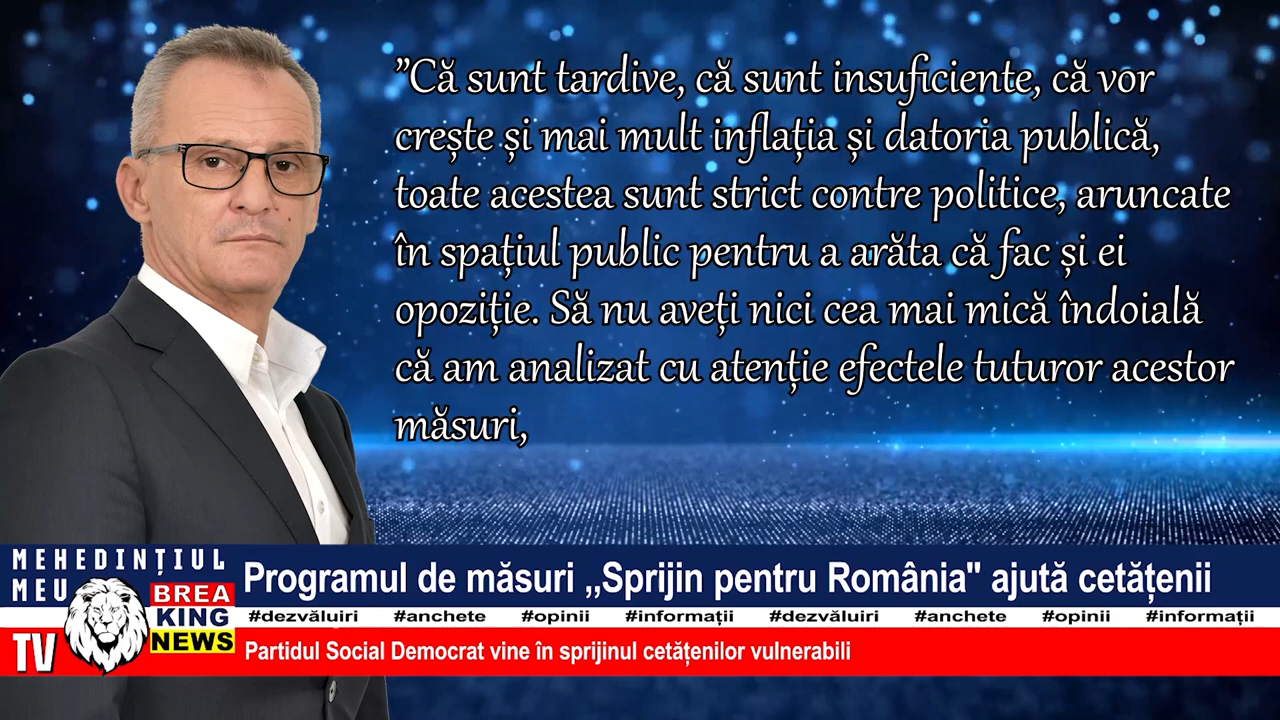 ”Că sunt tardive, că sunt insuficiente, că vor
crește și mai mult inflația și datoria publică,
toate acestea sunt strict contre politice, aruncate
în spațiul public pentru a arăta că fac și ei
opoziție. Să nu aveți nici cea mai mică îndoială
că am analizat cu atenție efectele tuturor acestor
măsuri,
MEHEDINȚIUL
MEU
TV
BREA
KING
NEWS
Programul de măsuri ,,Sprijin pentru România" ajută cetățenii
#dezvăluiri #anchete #opinii #informații #dezvăluiri #anchete #opinii #informații
Partidul Social Democrat vine în sprijinul cetățenilor vulnerabili